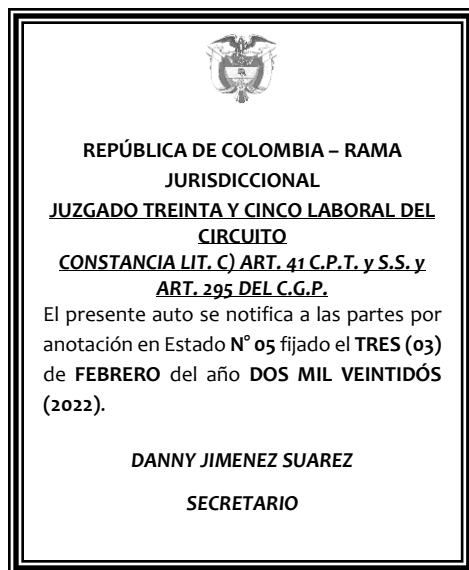 REPÚBLICA DE COLOMBIA – RAMA
JURISDICCIONAL
JUZGADO TREINTA Y CINCO LABORAL DEL
CIRCUITO
CONSTANCIA LIT. C) ART. 41 C.P.T. y S.S. y
ART. 295 DEL C.G.P.
El presente auto se notifica a las partes por
anotación en Estado N° 05 fijado el TRES (03)
de FEBRERO del año DOS MIL VEINTIDÓS
(2022).
DANNY JIMENEZ SUAREZ
SECRETARIO